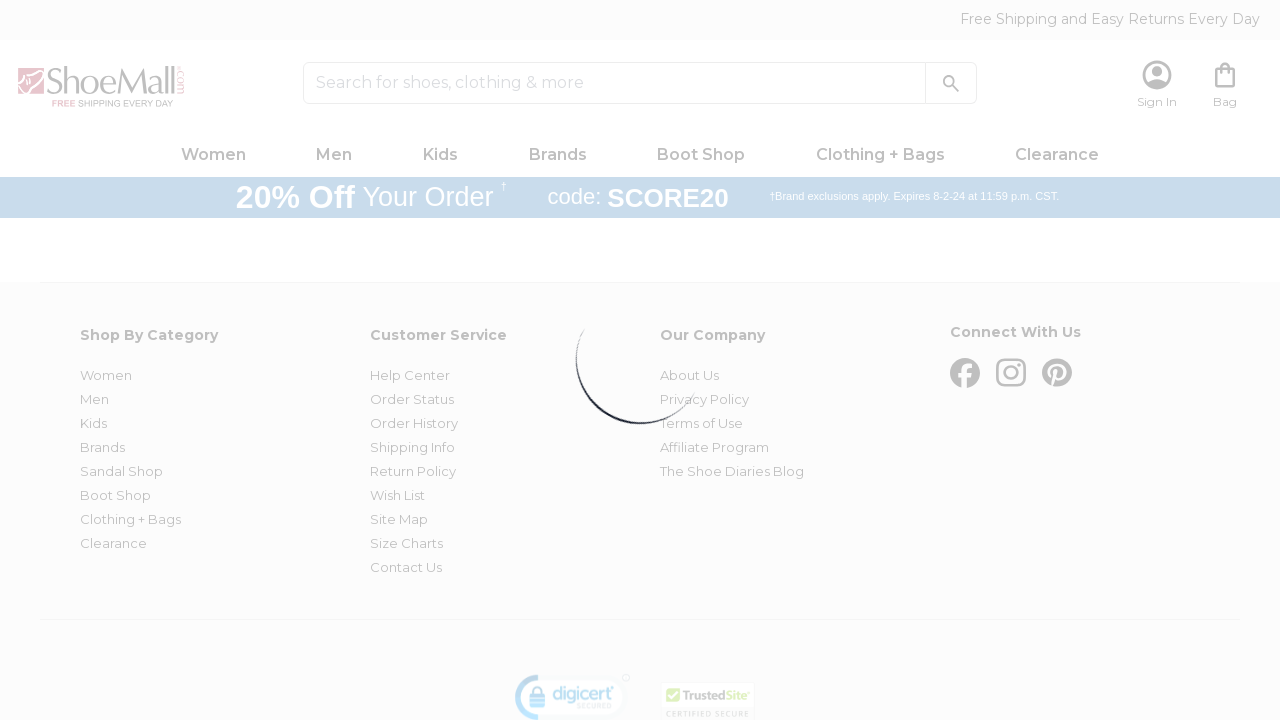 Free Shipping and Easy Returns Every Day
ShoeMall.com
FREE SHIPPING EVERY DAY
Search for shoes, clothing & more
Sign In
Bag
Women
Men
Kids
Brands
Boot Shop
Clothing + Bags
Clearance
20% Off Your Order †
code: SCORE20
†Brand exclusions apply. Expires 8-2-24 at 11:59 p.m. CST.
Shop By Category
Women
Men
Kids
Brands
Sandal Shop
Boot Shop
Clothing + Bags
Clearance
Customer Service
Help Center
Order Status
Order History
Shipping Info
Return Policy
Wish List
Site Map
Size Charts
Contact Us
Our Company
About Us
Privacy Policy
Terms of Use
Affiliate Program
The Shoe Diaries Blog
Connect With Us
digicert
SECURED
TrustedSite
CERTIFIED SECURE